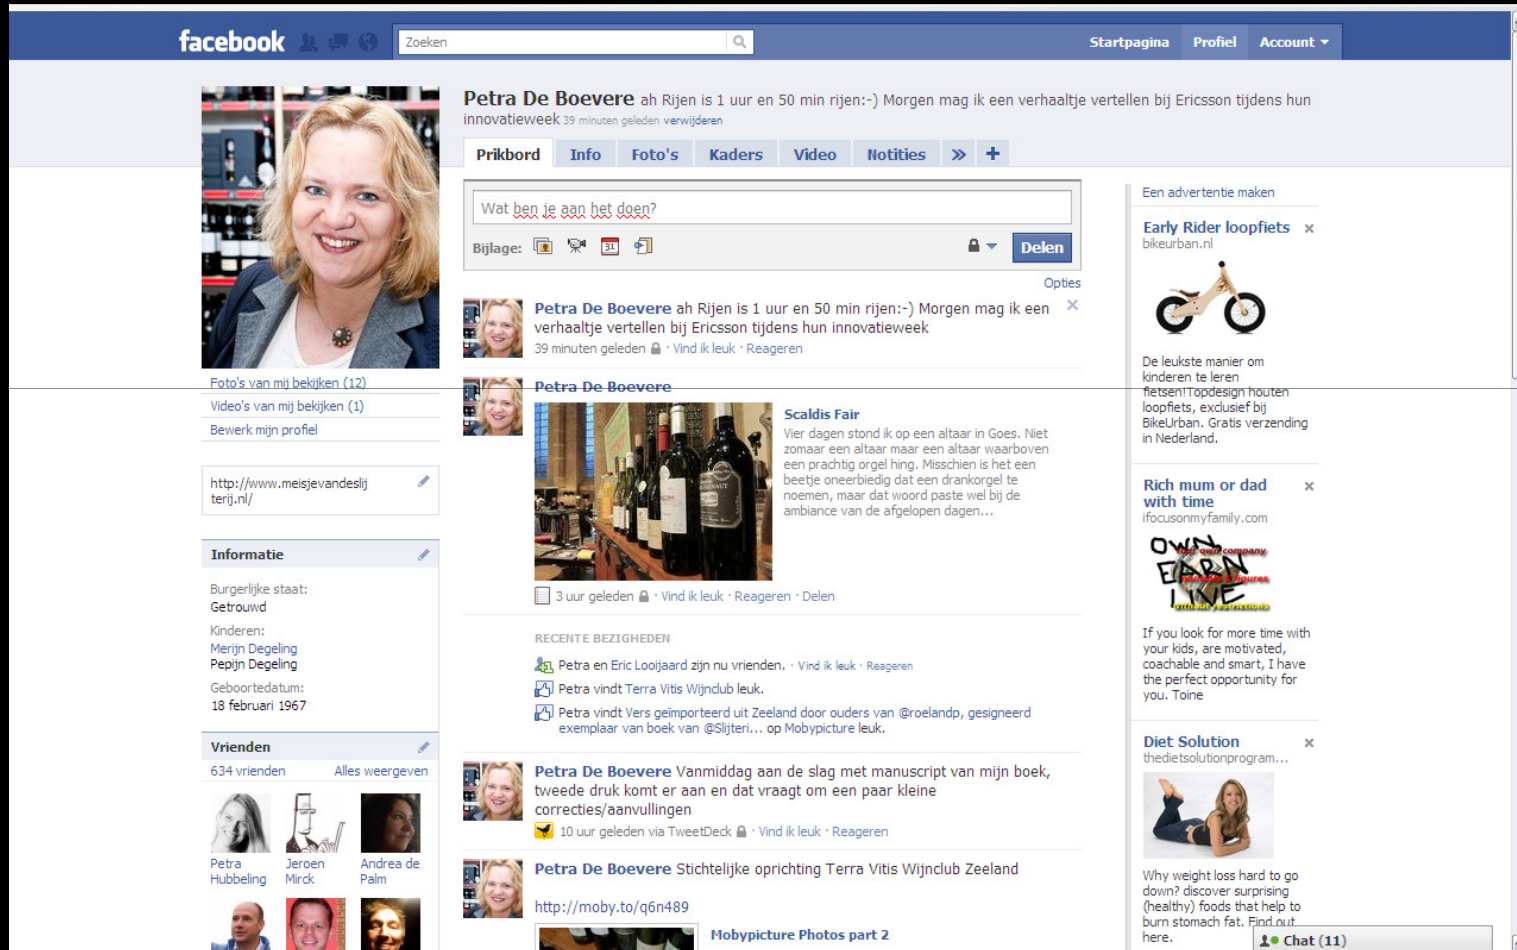 facebook
Zoeken
Startpagina Profiel Account
Petra De Boevere ah Rijen is 1 uur en 50 min rijen:-) Morgen mag ik een verhaaltje vertellen bij Ericsson tijdens hun
innovatieweek 39 minuten geleden verwijderen
Prikbord Info Foto's Kaders Video Notities » +
Wat ben je aan het doen?
Bijlage: 31 Delen
Opties
Petra De Boevere ah Rijen is 1 uur en 50 min rijen:-) Morgen mag ik een
verhaaltje vertellen bij Ericsson tijdens hun innovatieweek
39 minuten geleden · Vind ik leuk · Reageren
Petra De Boevere
Scaldis Fair
Vier dagen stond ik op een altaar in Goes. Niet
zomaar een altaar maar een altaar waarboven
een prachtig orgel hing. Misschien is het een
beetje oneerbiedig dat een drankorgel te
noemen, maar dat woord paste wel bij de
ambiance van de afgelopen dagen...
3 uur geleden · Vind ik leuk · Reageren · Delen
RECENTE BEZIGHEDEN
Petra en Eric Looijaard zijn nu vrienden. · Vind ik leuk · Reageren
Petra vindt Terra Vitis Wijnclub leuk.
Petra vindt Vers geïmporteerd uit Zeeland door ouders van @roelandp, gesigneerd
exemplaar van boek van @Slijteri... op Mobypicture leuk.
Petra De Boevere Vanmiddag aan de slag met manuscript van mijn boek,
tweede druk komt er aan en dat vraagt om een paar kleine
correcties/aanvullingen
10 uur geleden via TweetDeck · Vind ik leuk · Reageren
Petra De Boevere Stichtelijke oprichting Terra Vitis Wijnclub Zeeland
http://moby.to/q6n489
Mobypicture Photos part 2
Foto's van mij bekijken (12)
Video's van mij bekijken (1)
Bewerk mijn profiel
http://www.meisjevandeslij
terij.nl/
Informatie
Burgerlijke staat:
Getrouwd
Kinderen:
Merijn Degeling
Pepijn Degeling
Geboortedatum:
18 februari 1967
Vrienden
634 vrienden Alles weergeven
Petra
Hubbeling
Jeroen
Mirck
Andrea de
Palm
Een advertentie maken
Early Rider loopfiets
bikeurban.nl
De leukste manier om
kinderen te leren
fietsen!Topdesign houten
loopfiets, exclusief bij
BikeUrban. Gratis verzending
in Nederland.
Rich mum or dad
with time
ifocusonmyfamily.com
OWN
your own company
EARN
figures
LIVE
without restrictions
If you look for more time with
your kids, are motivated,
coachable and smart, I have
the perfect opportunity for
you. Toine
Diet Solution
thedietsolutionprogram...
Why weight loss hard to go
down? discover surprising
(healthy) foods that help to
burn stomach fat. Find out
here.
Chat (11)